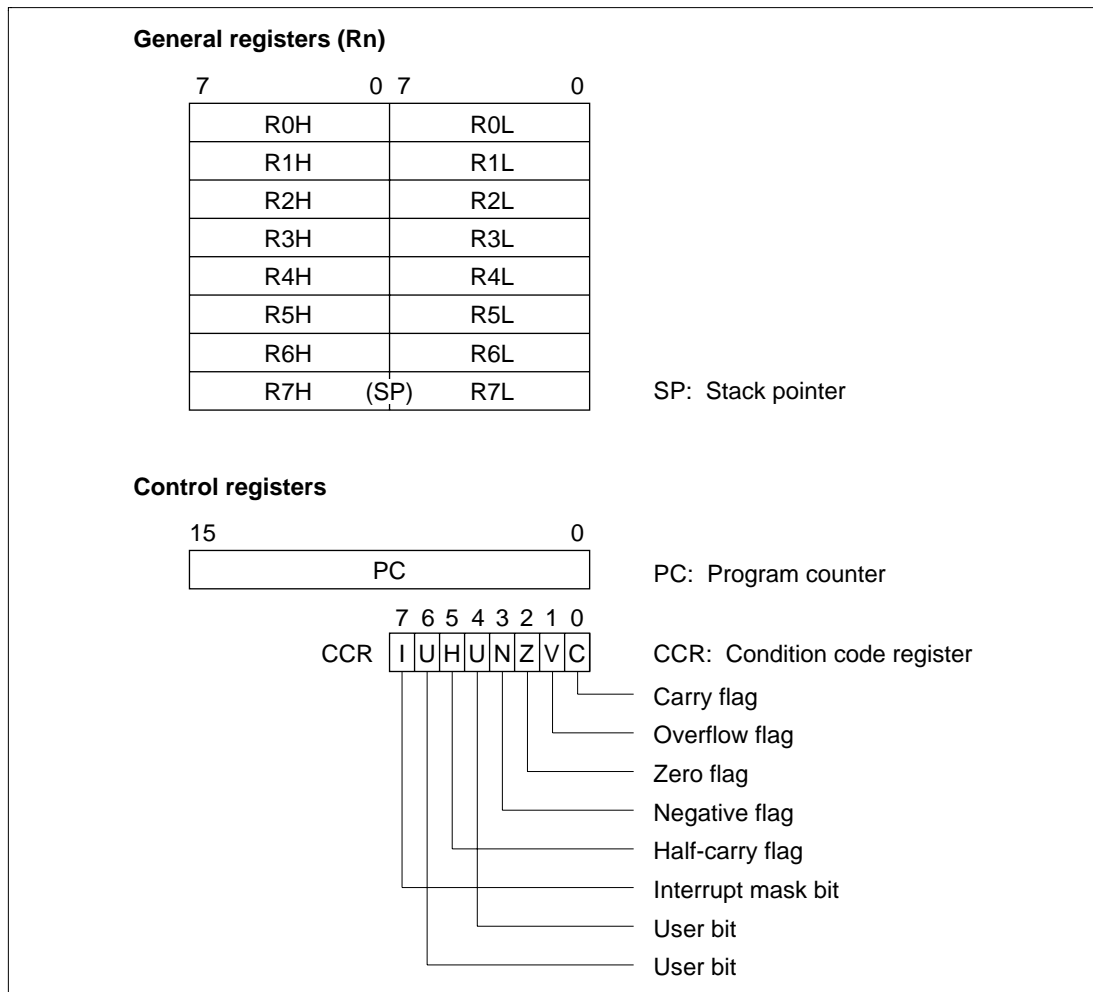 General registers (Rn)
7 0 7 0
R0H R0L
R1H R1L
R2H R2L
R3H R3L
R4H R4L
R5H R5L
R6H R6L
R7H (SP) R7L SP: Stack pointer
Control registers
15 0
PC PC: Program counter
7 6 5 4 3 2 1 0
CCR I U H U N Z V C CCR: Condition code register
Carry flag
Overflow flag
Zero flag
Negative flag
Half-carry flag
Interrupt mask bit
User bit
User bit